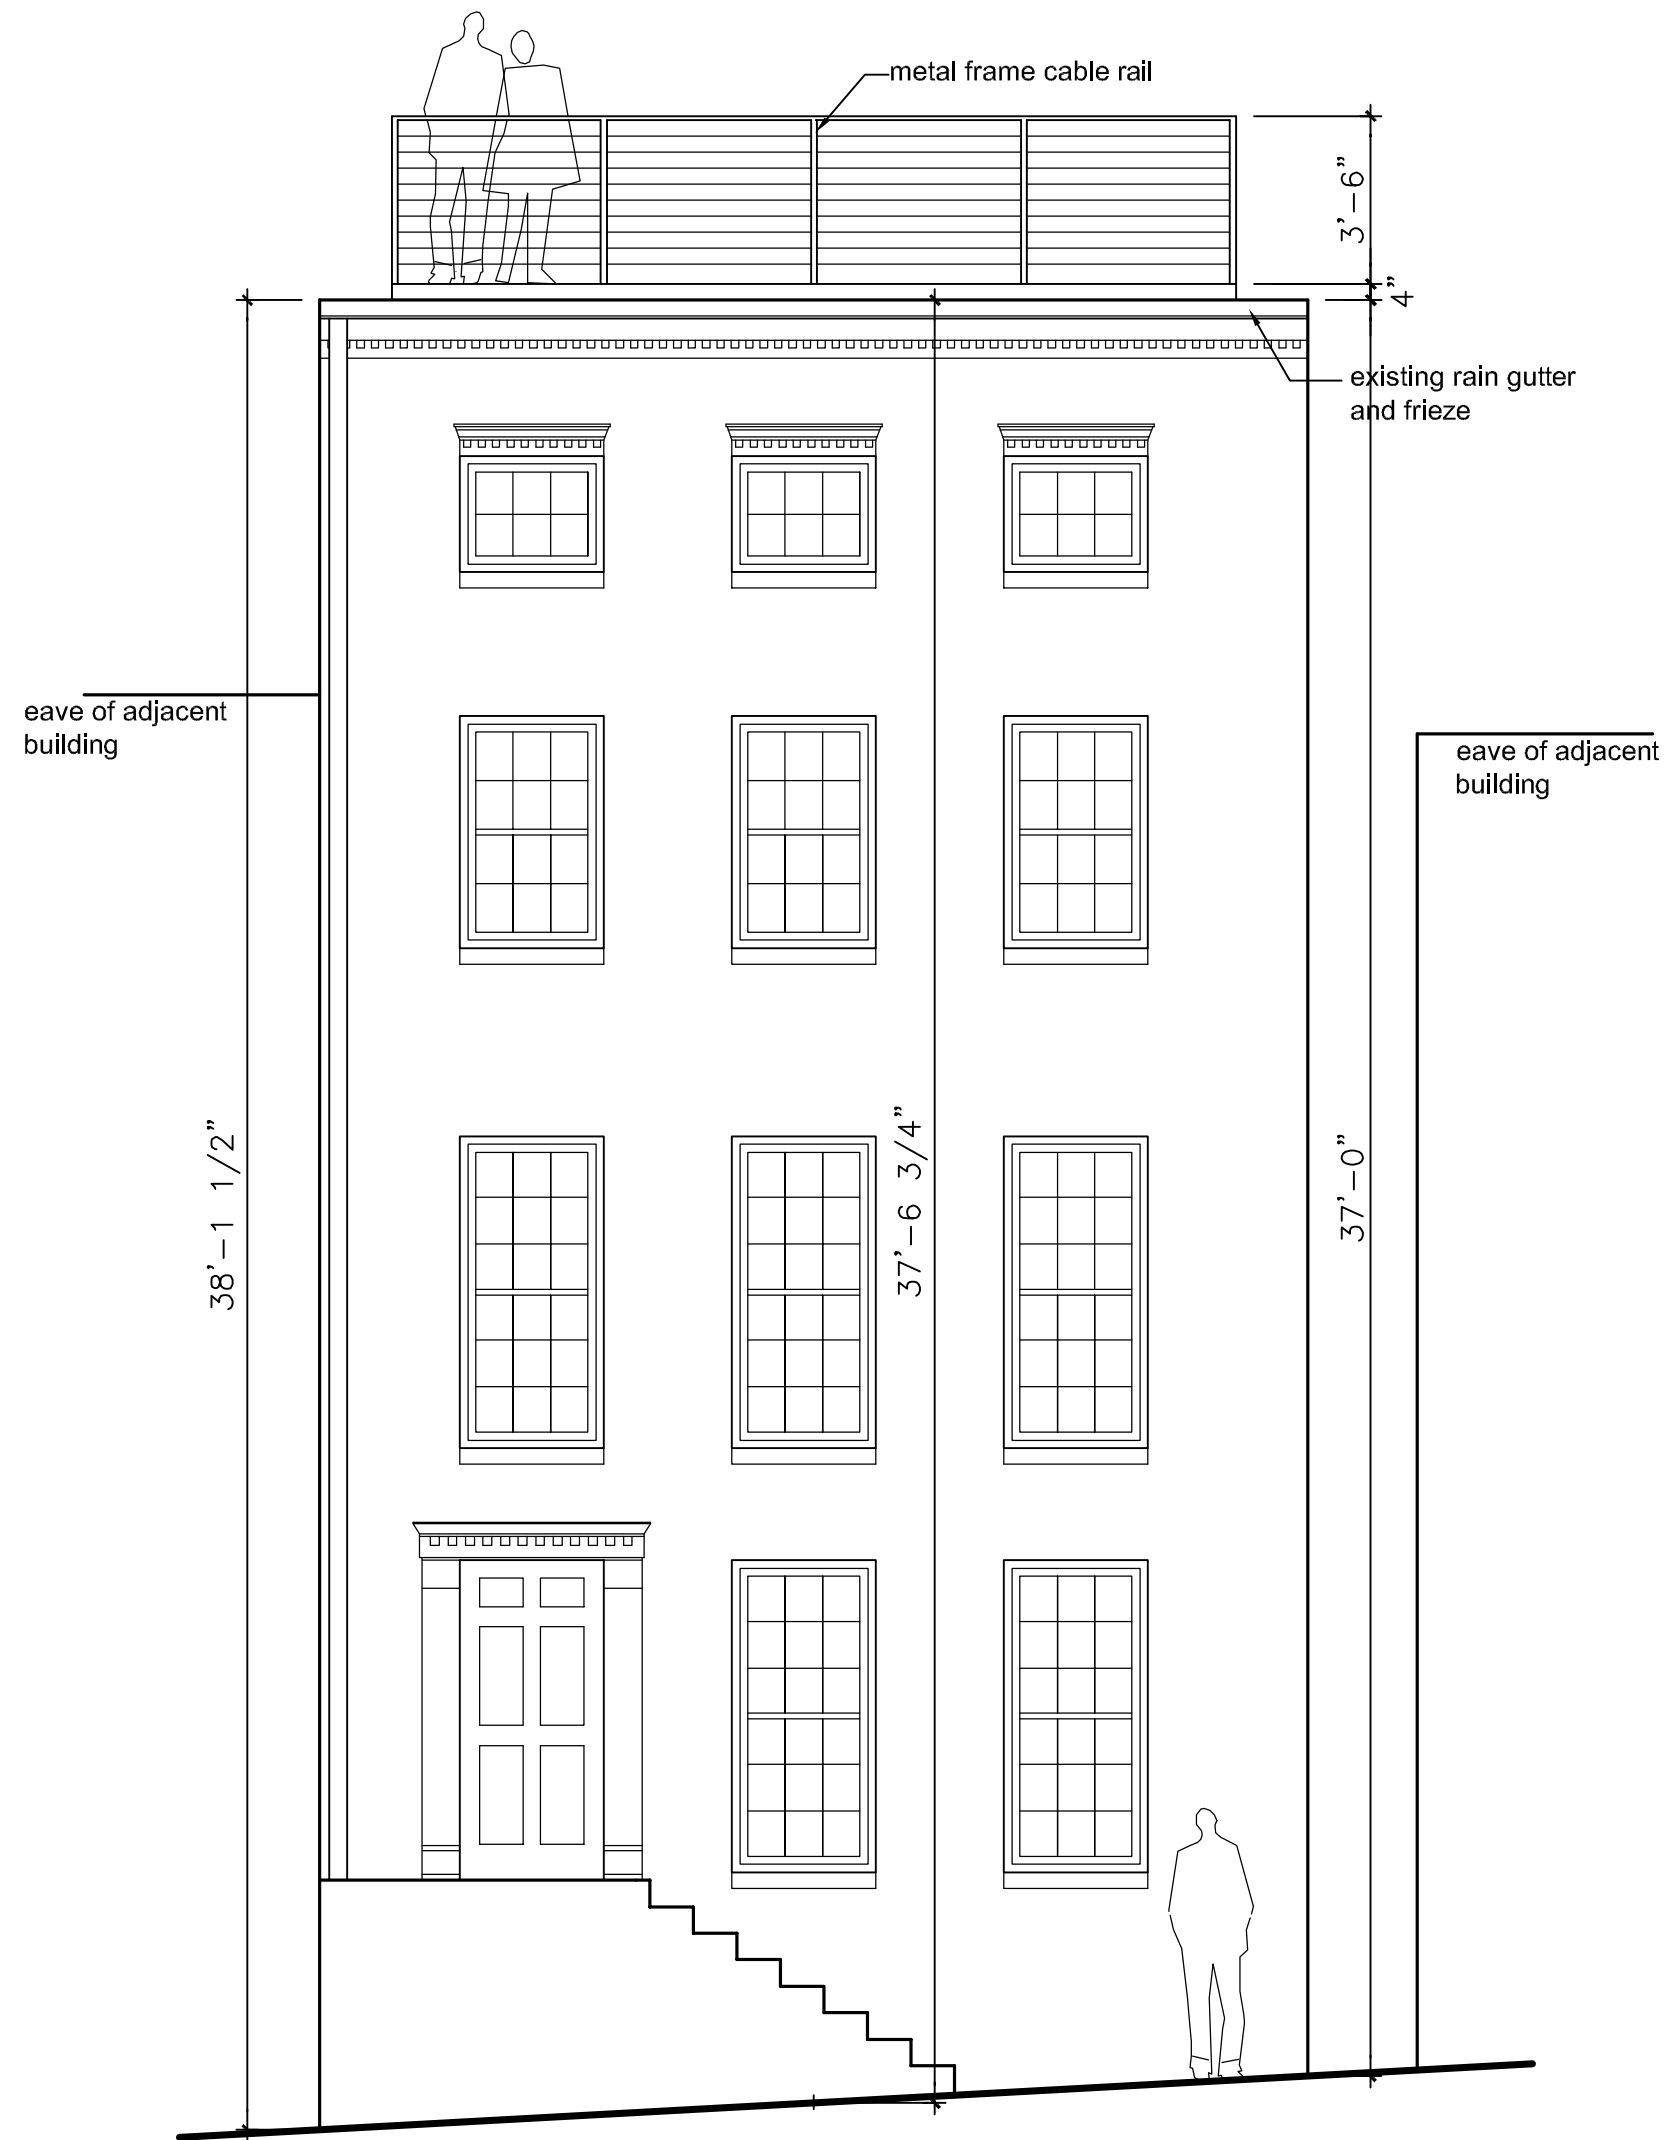 metal frame cable rail
3'-6"
4"
existing rain gutter
and frieze
eave of adjacent
building
eave of adjacent
building
38'-1 1/2"
37'-6 3/4"
37'-0"